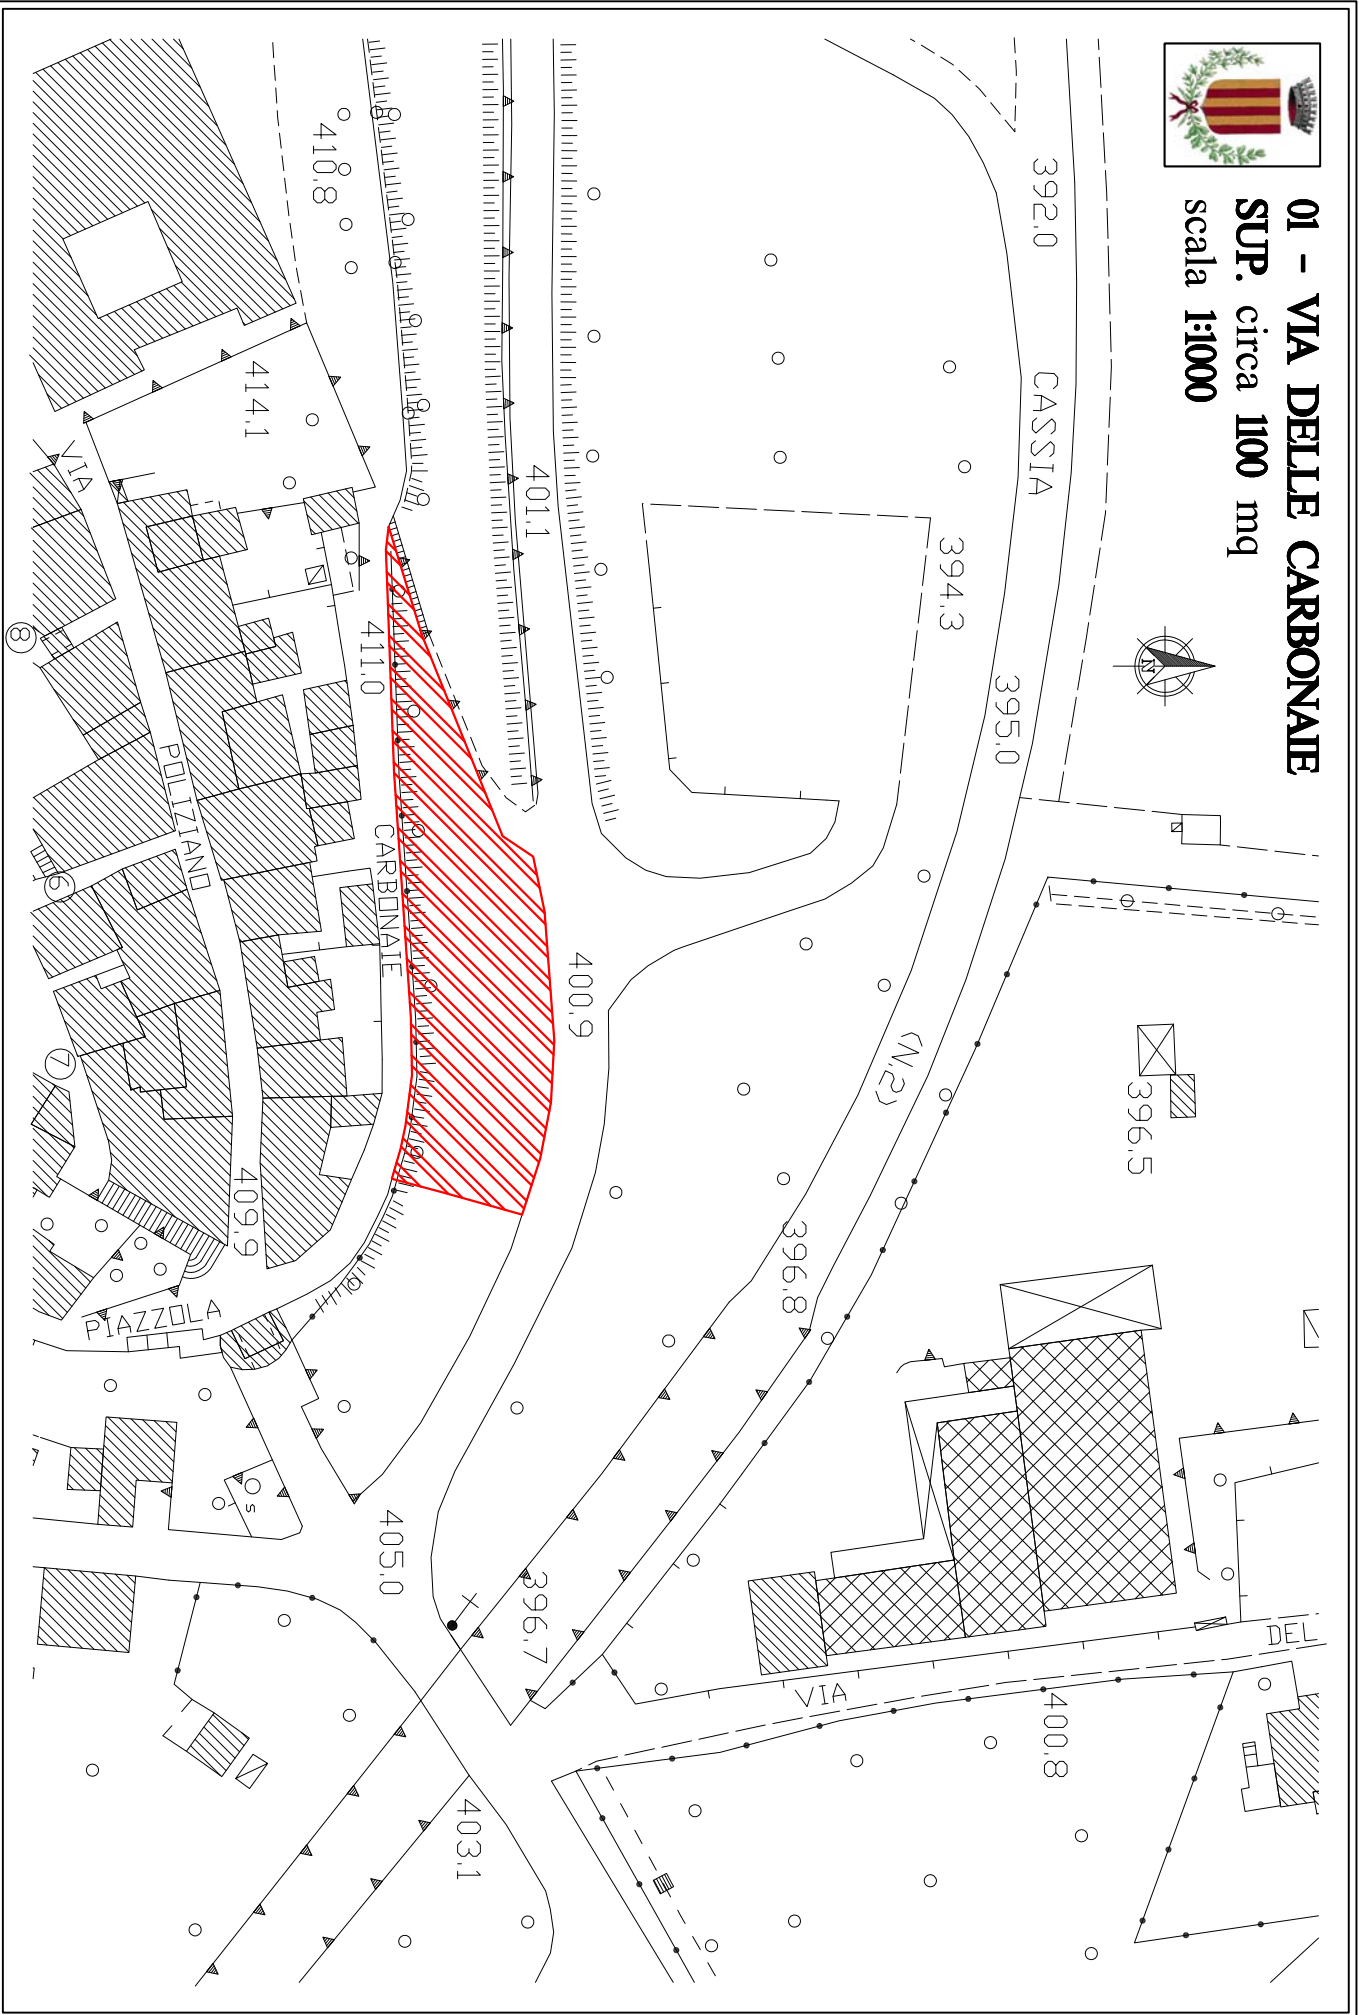 01 - VIA DELLE CARBONAIE
SUP. circa 1100 mq
scala 1:1000
N
392.0
CASSIA
394.3
395.0
(N.2)
396.5
396.8
396.7
400.8
DEL
VIA
401.1
400.9
405.0
403.1
410.8
414.1
411.0
CARBONAIE
VIA
POLIZIANO
409.9
PIAZZOLA
S
8
6
7